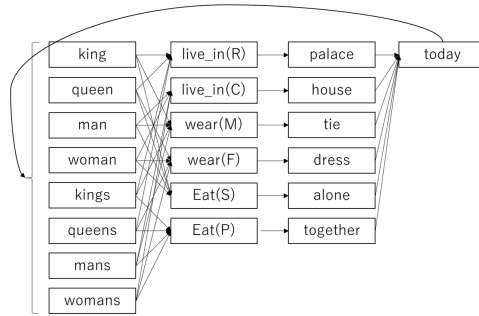 king live_in(R) palace today
queen live_in(C) house
man wear(M) tie
woman wear(F) dress
kings Eat(S) alone
queens Eat(P) together
mans
womans